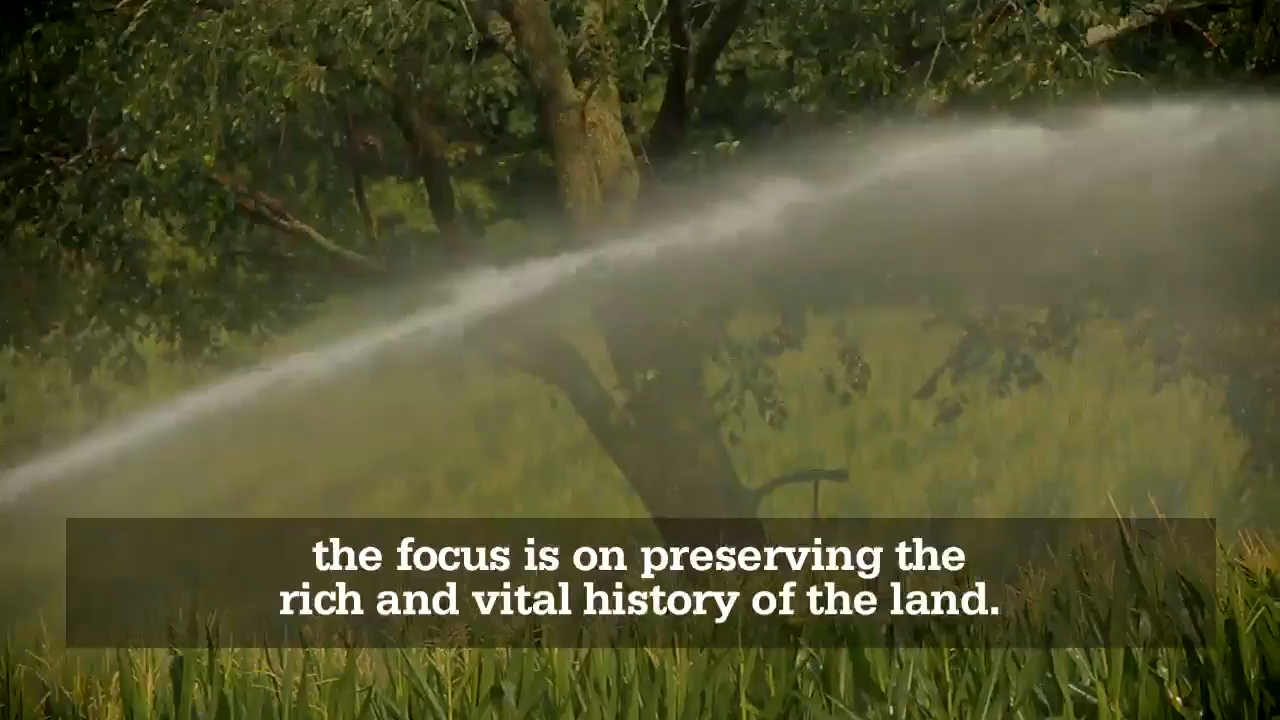 the focus is on preserving the
rich and vital history of the land.